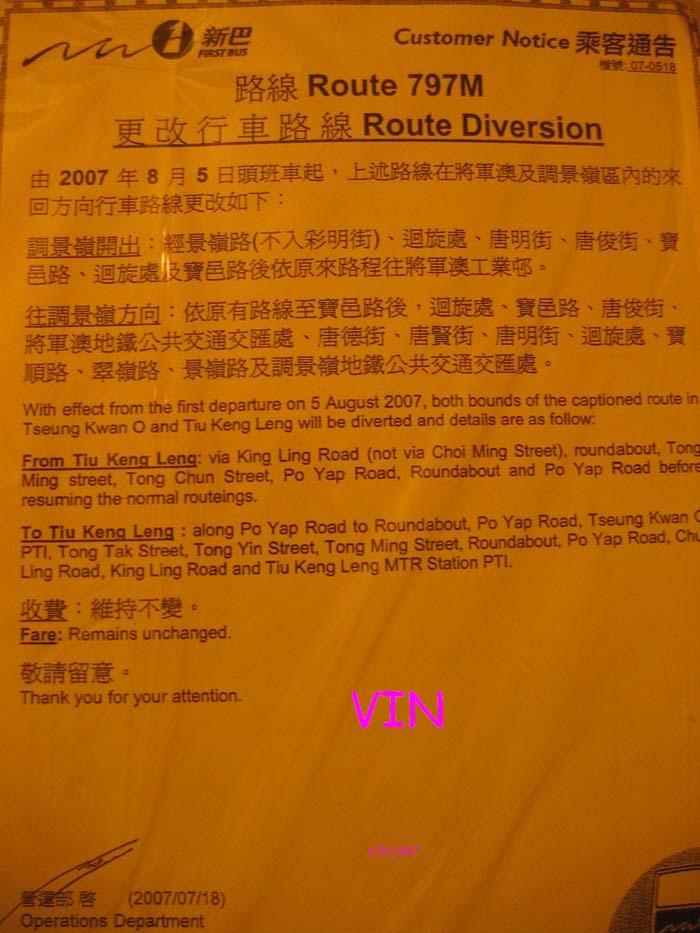 新巴
FIRST BUS
Customer Notice 乘客通告
檔號: 07-0518
路線 Route 797M
更改行車路線 Route Diversion
由 2007 年 8 月 5 日頭班車起，上述路線在將軍澳及調景嶺區內的來
回方向行車路線更改如下：
調景嶺開出：經景嶺路(不入彩明街)、迴旋處、唐明街、唐俊街、寶
邑路、迴旋處及寶邑路後依原來路程往將軍澳工業邨。
往調景嶺方向：依原有路線至寶邑路後，迴旋處、寶邑路、唐俊街、
將軍澳地鐵公共交通交匯處、唐德街、唐賢街、唐明街、迴旋處、寶
順路、翠嶺路、景嶺路及調景嶺地鐵公共交通交匯處。
With effect from the first departure on 5 August 2007, both bounds of the captioned route in
Tseung Kwan O and Tiu Keng Leng will be diverted and details are as follow:
From Tiu Keng Leng: via King Ling Road (not via Choi Ming Street), roundabout, Tong
Ming street, Tong Chun Street, Po Yap Road, Roundabout and Po Yap Road before
resuming the normal routeings.
To Tiu Keng Leng : along Po Yap Road to Roundabout, Po Yap Road, Tseung Kwan O
PTI, Tong Tak Street, Tong Yin Street, Tong Ming Street, Roundabout, Po Yap Road, Chu
Ling Road, King Ling Road and Tiu Keng Leng MTR Station PTI.
收費：維持不變。
Fare: Remains unchanged.
敬請留意。
Thank you for your attention.
VIN
營運部 啓 (2007/07/18)
Operations Department